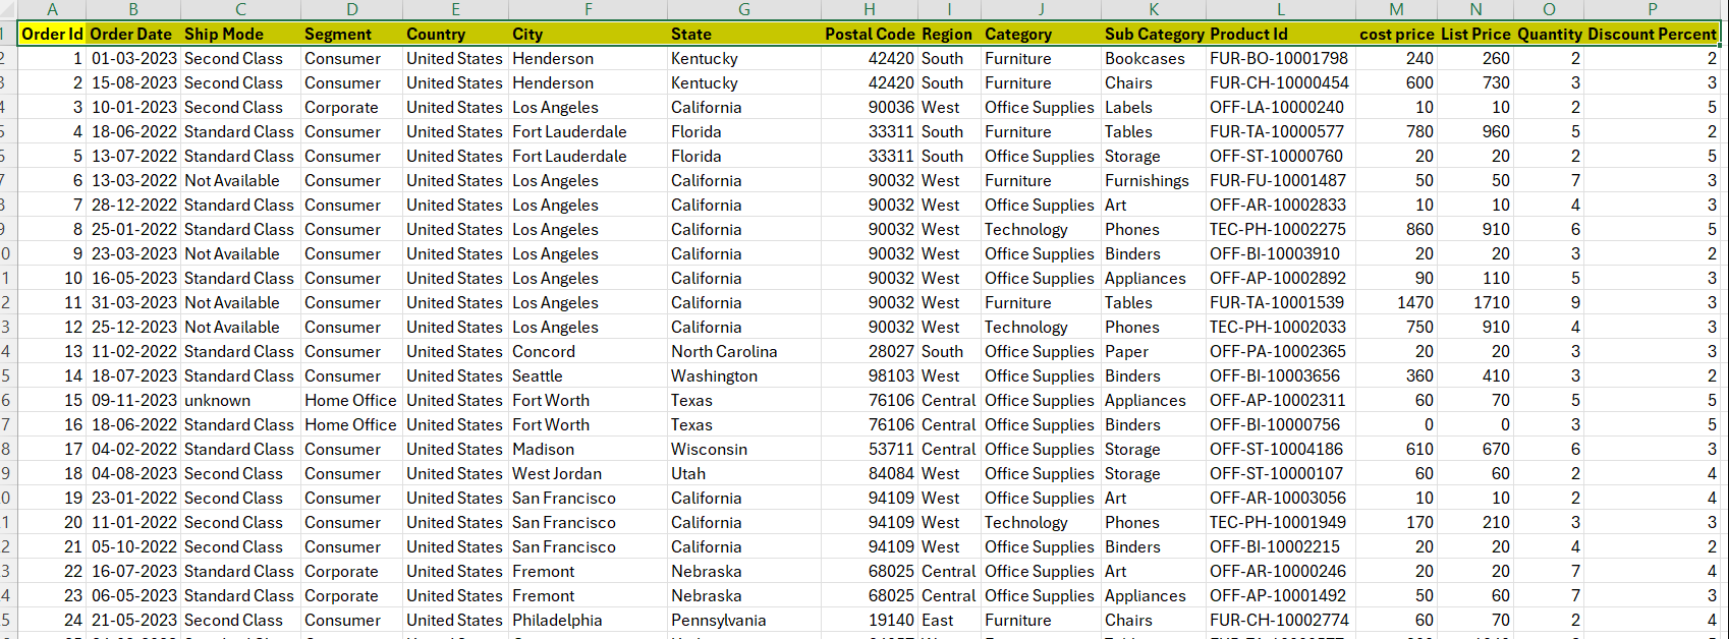 A B C D E F G H I J K L M N O P
1 Order Id Order Date Ship Mode Segment Country City State Postal Code Region Category Sub Category Product Id cost price List Price Quantity Discount Percent
2 1 01-03-2023 Second Class Consumer United States Henderson Kentucky 42420 South Furniture Bookcases FUR-BO-10001798 240 260 2 2
3 2 15-08-2023 Second Class Consumer United States Henderson Kentucky 42420 South Furniture Chairs FUR-CH-10000454 600 730 3 3
4 3 10-01-2023 Second Class Corporate United States Los Angeles California 90036 West Office Supplies Labels OFF-LA-10000240 10 10 2 5
5 4 18-06-2022 Standard Class Consumer United States Fort Lauderdale Florida 33311 South Furniture Tables FUR-TA-10000577 780 960 5 2
5 13-07-2022 Standard Class Consumer United States Fort Lauderdale Florida 33311 South Office Supplies Storage OFF-ST-10000760 20 20 2 5
7 6 13-03-2022 Not Available Consumer United States Los Angeles California 90032 West Furniture Furnishings FUR-FU-10001487 50 50 7 3
7 28-12-2022 Standard Class Consumer United States Los Angeles California 90032 West Office Supplies Art OFF-AR-10002833 10 10 4 3
9 8 25-01-2022 Standard Class Consumer United States Los Angeles California 90032 West Technology Phones TEC-PH-10002275 860 910 6 5
0 9 23-03-2022 Not Available Consumer United States Los Angeles California 90032 West Office Supplies Binders OFF-BI-10003910 20 20 3 2
1 10 16-05-2023 Standard Class Consumer United States Los Angeles California 90032 West Office Supplies Appliances OFF-AP-10002892 90 110 5 3
2 11 31-03-2023 Not Available Consumer United States Los Angeles California 90032 West Furniture Tables FUR-TA-10001539 1470 1710 9 3
3 12 25-12-2023 Not Available Consumer United States Los Angeles California 90032 West Technology Phones TEC-PH-10002033 750 910 4 3
4 13 11-02-2022 Standard Class Consumer United States Concord North Carolina 28027 South Office Supplies Paper OFF-PA-10002365 20 20 3 3
5 14 18-07-2023 Standard Class Consumer United States Seattle Washington 98103 West Office Supplies Binders OFF-BI-10003656 360 410 3 2
6 15 09-11-2023 unknown Home Office United States Fort Worth Texas 76106 Central Office Supplies Appliances OFF-AP-10002311 60 70 5 5
7 16 18-06-2022 Standard Class Home Office United States Fort Worth Texas 76106 Central Office Supplies Binders OFF-BI-10000756 0 0 3 5
8 17 04-02-2022 Standard Class Consumer United States Madison Wisconsin 53711 Central Office Supplies Storage OFF-ST-10004186 610 670 6 3
9 18 04-08-2023 Second Class Consumer United States West Jordan Utah 84084 West Office Supplies Storage OFF-ST-10000107 60 60 2 4
0 19 23-01-2022 Second Class Consumer United States San Francisco California 94109 West Office Supplies Art OFF-AR-10003056 10 10 2 4
1 20 11-01-2022 Second Class Consumer United States San Francisco California 94109 West Technology Phones TEC-PH-10001949 170 210 3 3
2 21 05-10-2022 Second Class Consumer United States San Francisco California 94109 West Office Supplies Binders OFF-BI-10002215 20 20 4 2
3 22 16-07-2023 Standard Class Corporate United States Fremont Nebraska 68025 Central Office Supplies Art OFF-AR-10000246 20 20 7 4
4 23 06-05-2023 Standard Class Corporate United States Fremont Nebraska 68025 Central Office Supplies Appliances OFF-AP-10001492 50 60 7 3
5 24 21-05-2023 Second Class Consumer United States Philadelphia Pennsylvania 19140 East Furniture Chairs FUR-CH-10002774 60 70 2 4